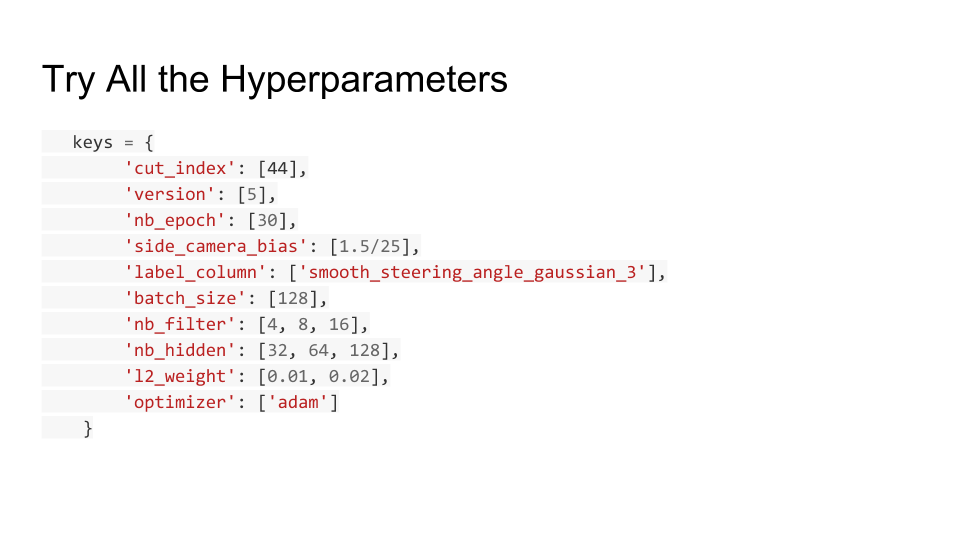 Try All the Hyperparameters
keys = {
'cut_index': [44],
'version': [5],
'nb_epoch': [30],
'side_camera_bias': [1.5/25],
'label_column': ['smooth_steering_angle_gaussian_3'],
'batch_size': [128],
'nb_filter': [4, 8, 16],
'nb_hidden': [32, 64, 128],
'l2_weight': [0.01, 0.02],
'optimizer': ['adam']
}